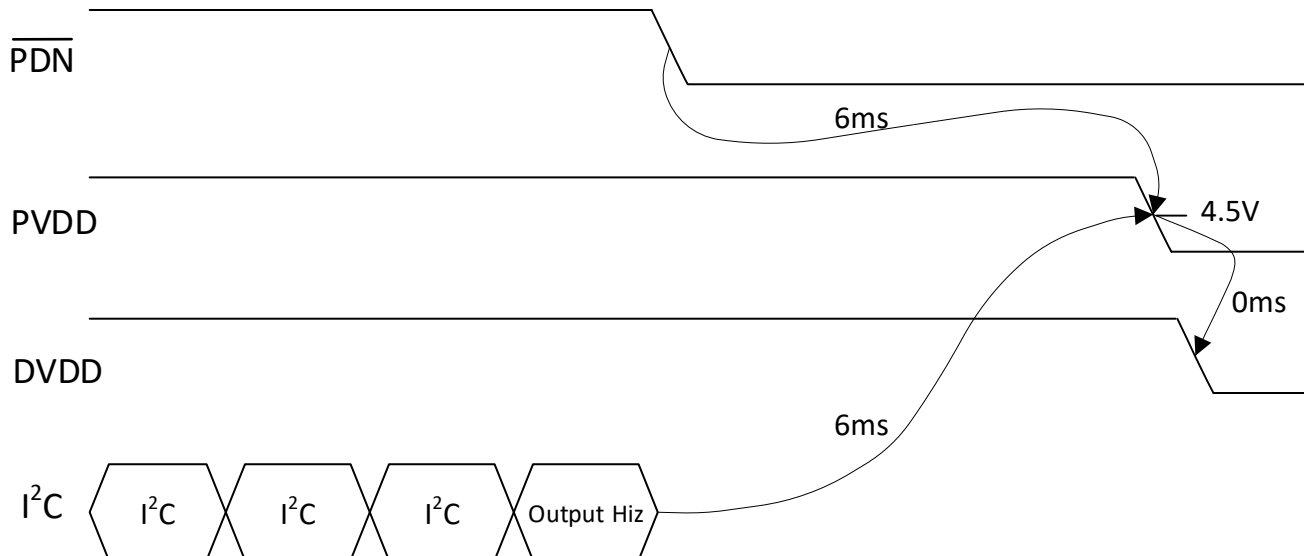 PDN
6ms
PVDD
4.5V
0ms
DVDD
6ms
I²C
I²C
I²C
I²C
Output Hiz